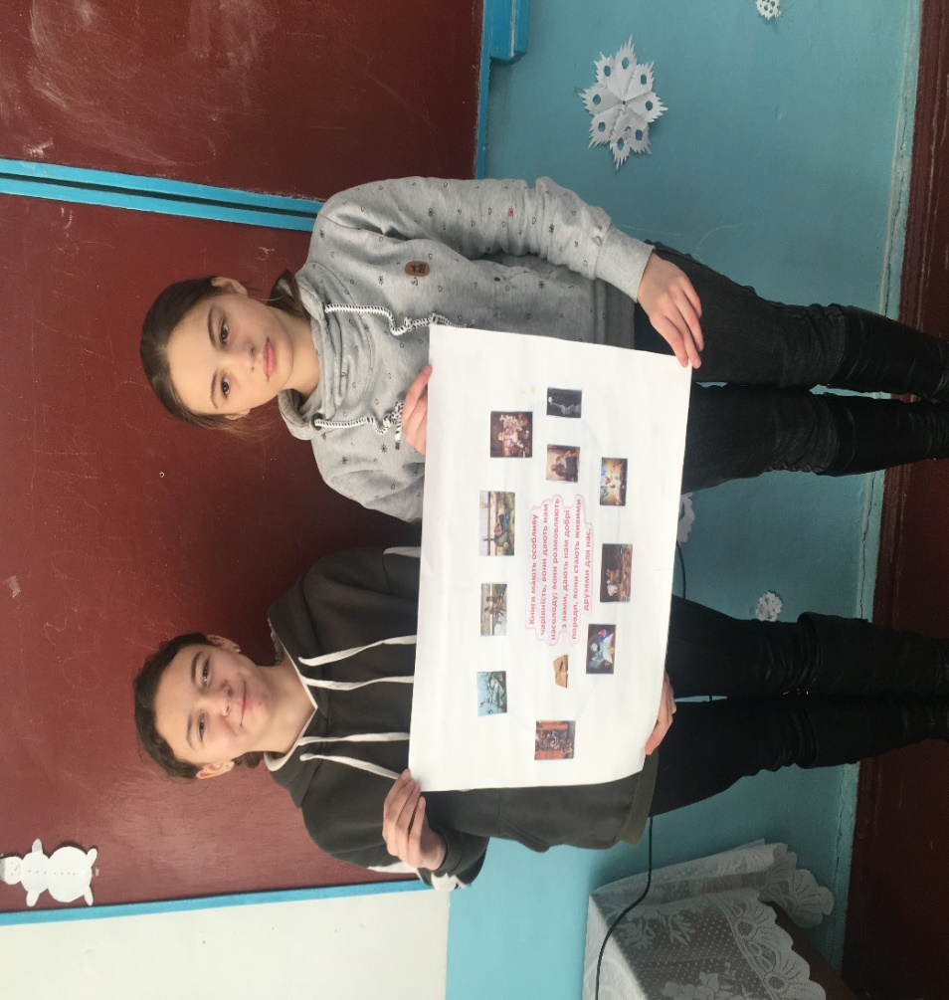 Книги мають особливу
чарівність, вони дають нам
насолоду; вони розмовляють
з нами, дають нам добрі
поради, вони стають живими
друзями для нас.